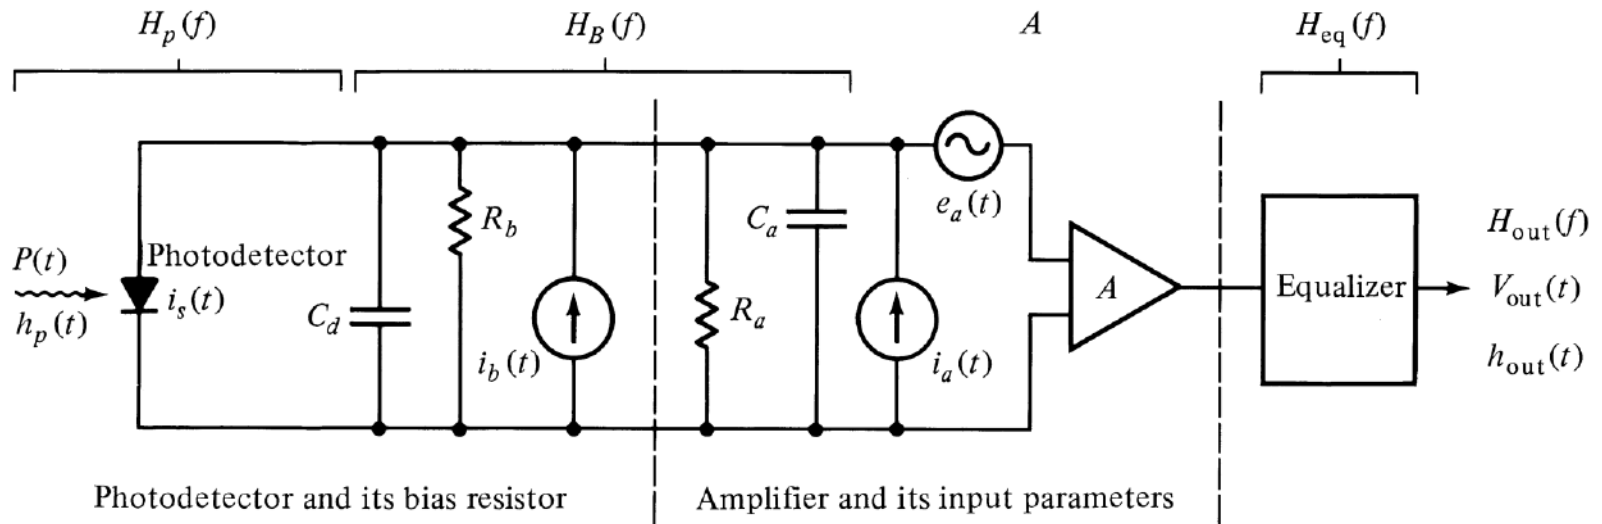 H_p(f)
H_B(f)
A
H_eq(f)
P(t)
h_p(t)
Photodetector
i_s(t)
C_d
R_b
i_b(t)
R_a
C_a
i_a(t)
e_a(t)
A
Equalizer
H_out(f)
V_out(t)
h_out(t)
Photodetector and its bias resistor
Amplifier and its input parameters